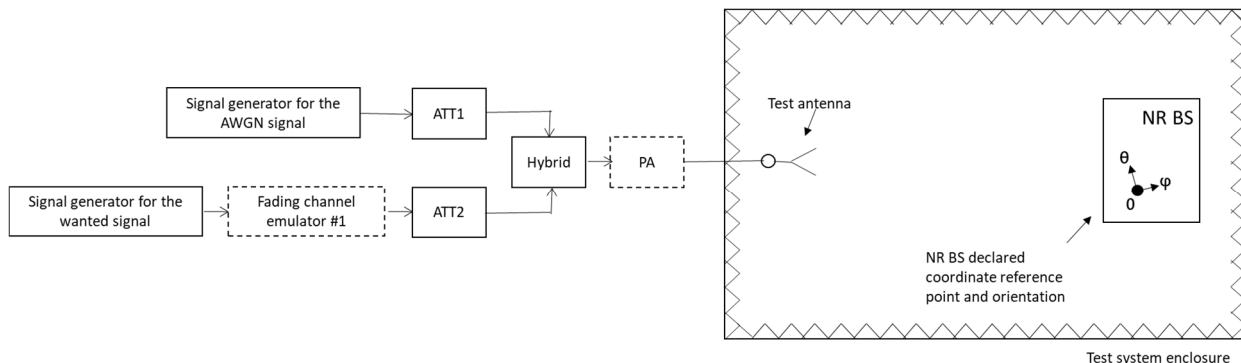 Signal generator for the
AWGN signal
ATT1
Hybrid
PA
Signal generator for the
wanted signal
Fading channel
emulator #1
ATT2
Test antenna
NR BS
θ
φ
0
NR BS declared
coordinate reference
point and orientation
Test system enclosure